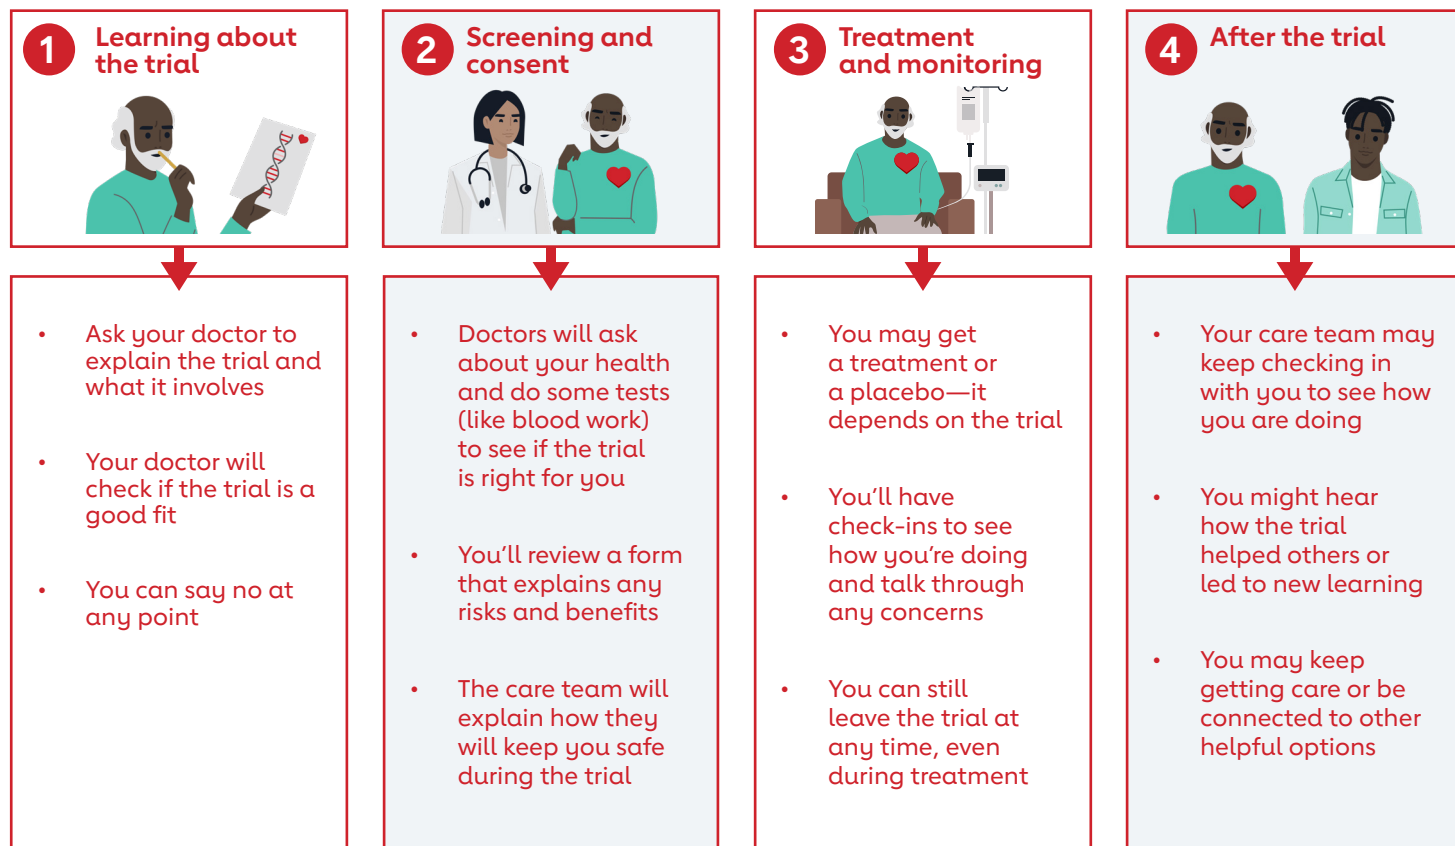 1
Learning about
the trial
• Ask your doctor to
explain the trial and
what it involves
• Your doctor will
check if the trial is a
good fit
• You can say no at
any point
2
Screening and
consent
• Doctors will ask
about your health
and do some tests
(like blood work)
to see if the trial
is right for you
• You'll review a form
that explains any
risks and benefits
• The care team will
explain how they
will keep you safe
during the trial
3
Treatment
and monitoring
• You may get
a treatment or
a placebo—it
depends on the trial
• You'll have
check-ins to see
how you're doing
and talk through
any concerns
• You can still
leave the trial at
any time, even
during treatment
4
After the trial
• Your care team may
keep checking in
with you to see how
you are doing
• You might hear
how the trial
helped others or
led to new learning
• You may keep
getting care or be
connected to other
helpful options